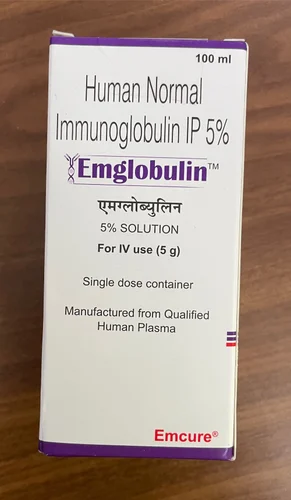 100 ml
Human Normal
Immunoglobulin IP 5%
Emglobulin™
एमग्लोब्युलिन
5% SOLUTION
For IV use (5 g)
Single dose container
Manufactured from Qualified
Human Plasma
Emcure®